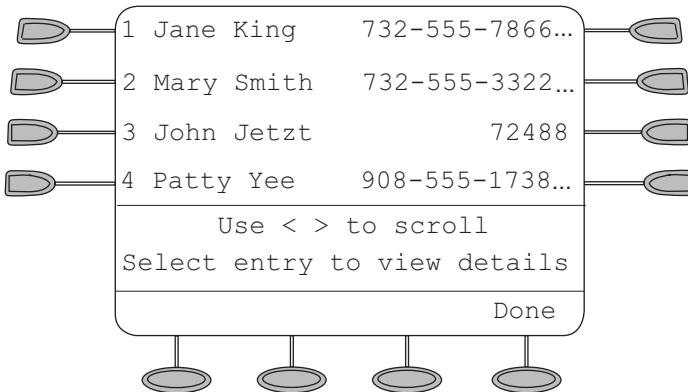 1 Jane King 732-555-7866...
2 Mary Smith 732-555-3322...
3 John Jetzt 72488
4 Patty Yee 908-555-1738...
Use < > to scroll
Select entry to view details
Done